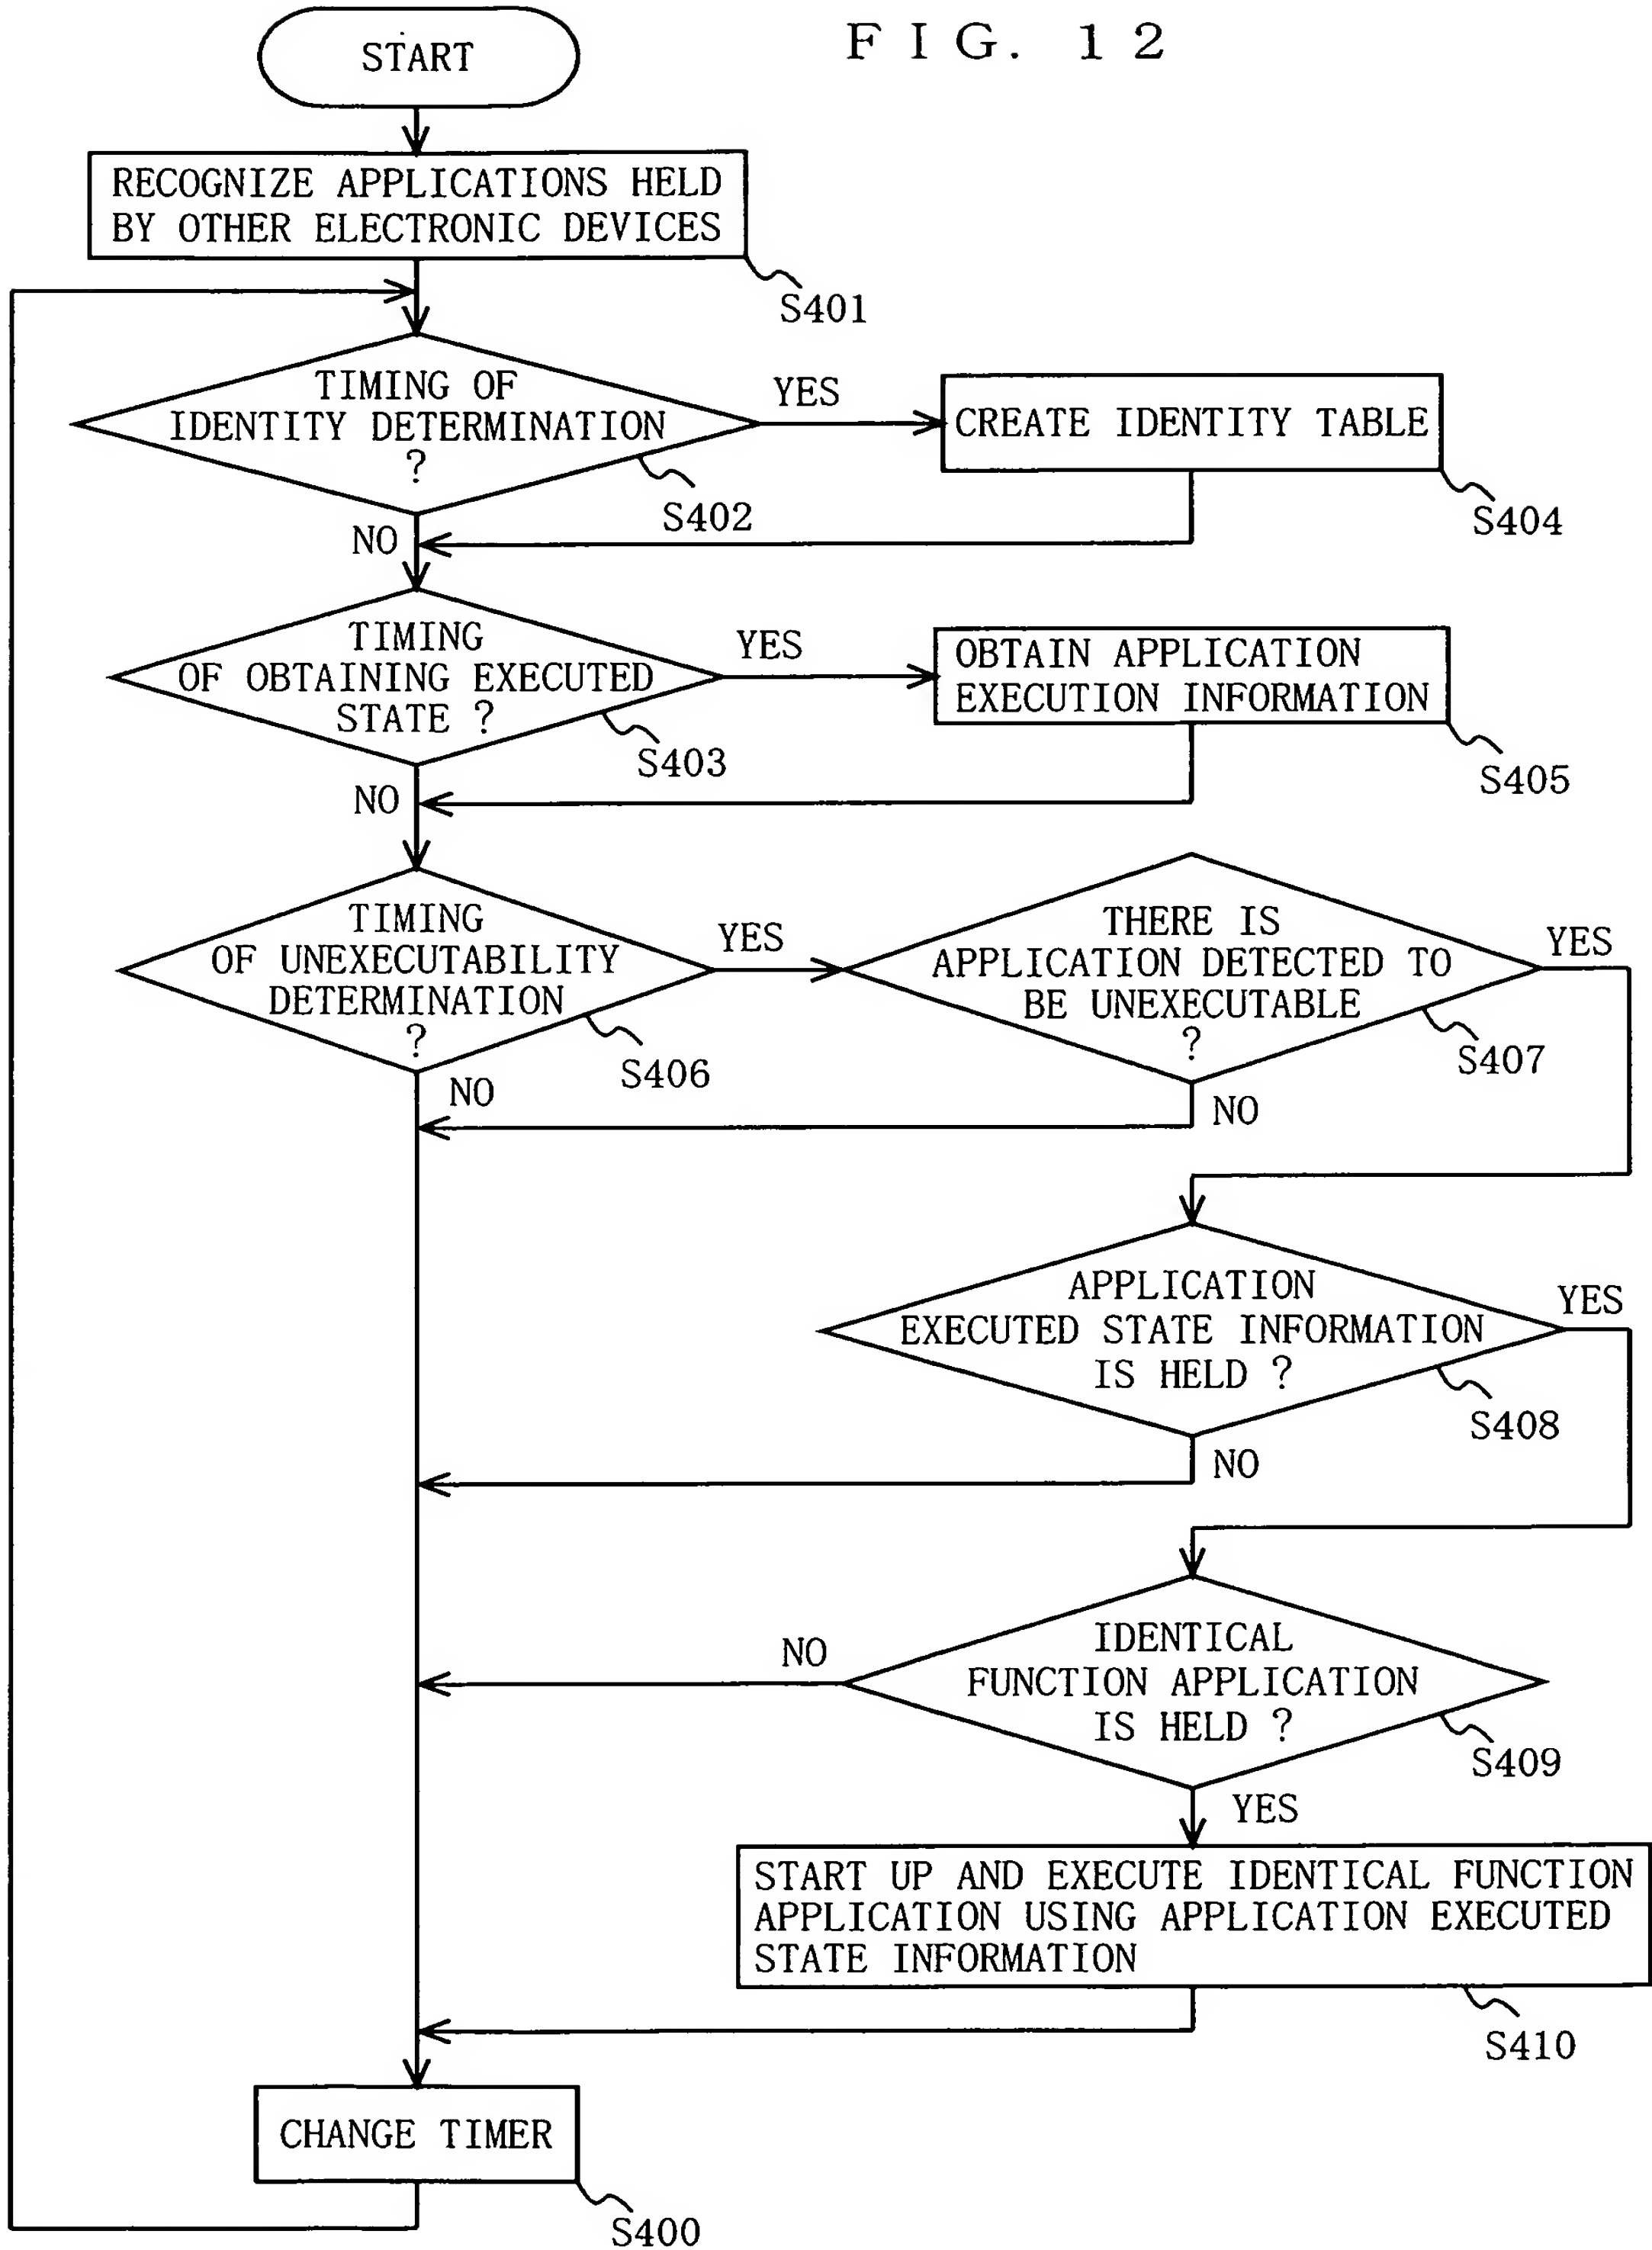 F I G. 1 2
START
RECOGNIZE APPLICATIONS HELD
BY OTHER ELECTRONIC DEVICES
S401
TIMING OF
IDENTITY DETERMINATION
?
S402
YES
CREATE IDENTITY TABLE
S404
NO
TIMING
OF OBTAINING EXECUTED
STATE ?
S403
YES
OBTAIN APPLICATION
EXECUTION INFORMATION
S405
NO
TIMING
OF UNEXECUTABILITY
DETERMINATION
?
S406
YES
THERE IS
APPLICATION DETECTED TO
BE UNEXECUTABLE
?
S407
YES
NO
NO
APPLICATION
EXECUTED STATE INFORMATION
IS HELD ?
S408
YES
NO
IDENTICAL
FUNCTION APPLICATION
IS HELD ?
S409
NO
YES
START UP AND EXECUTE IDENTICAL FUNCTION
APPLICATION USING APPLICATION EXECUTED
STATE INFORMATION
S410
CHANGE TIMER
S400